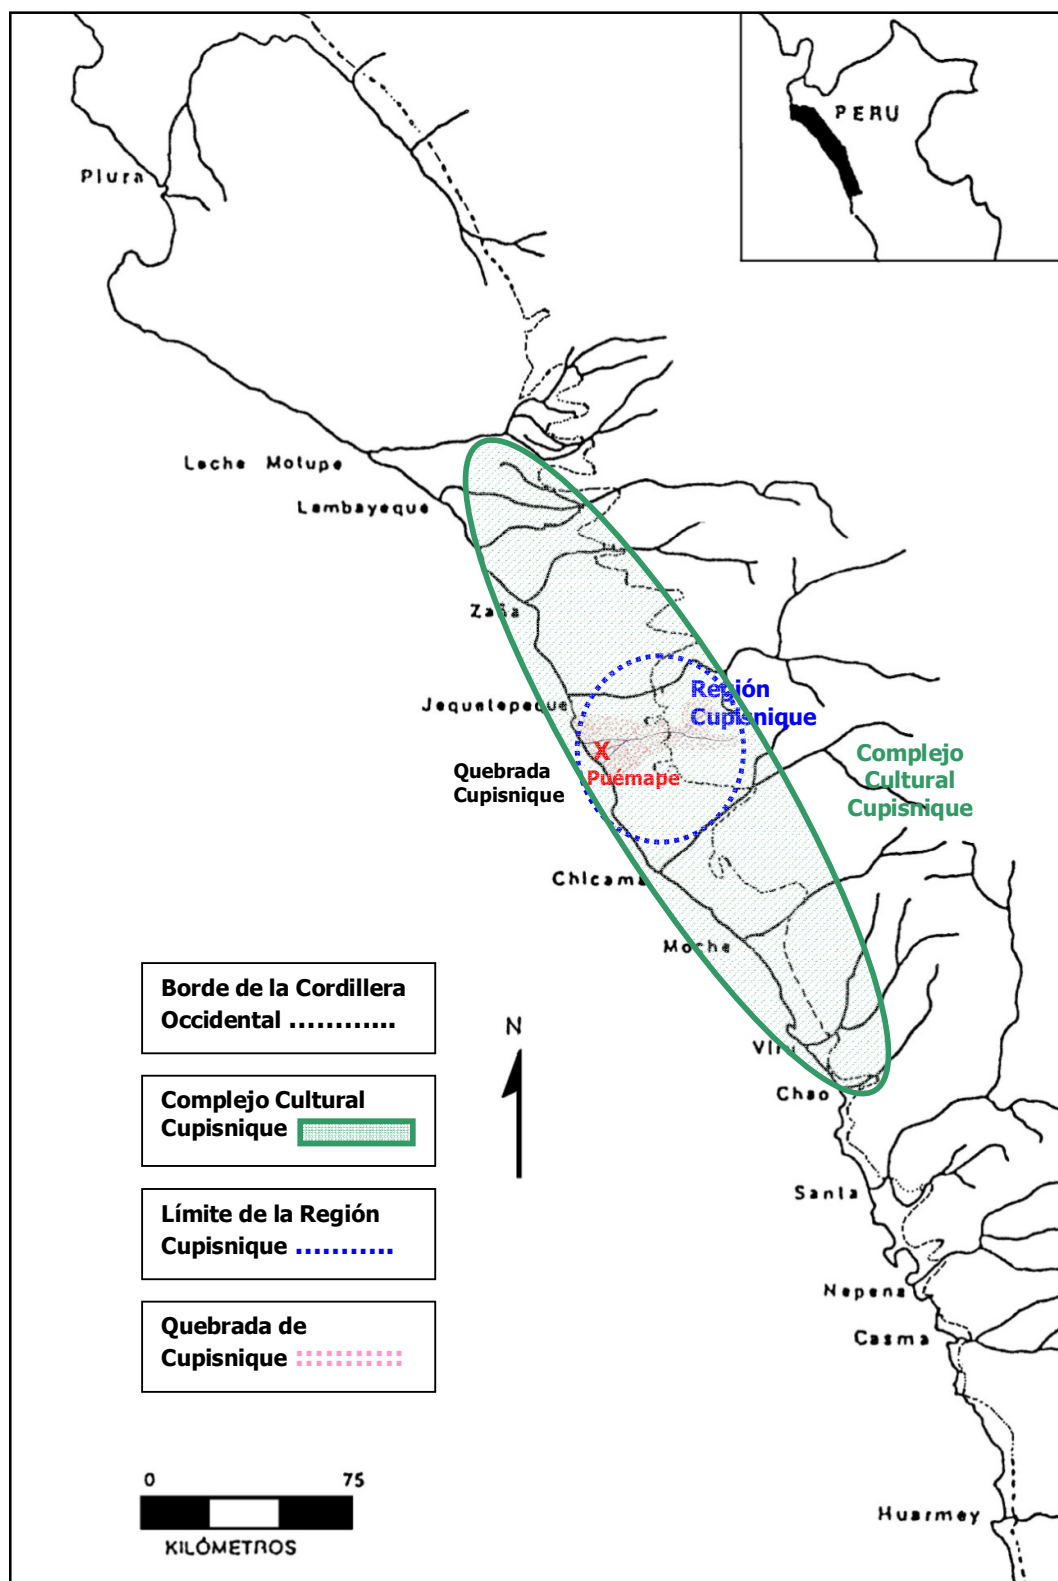 PERU
Piura
Leche Motupe
Lambayeque
Zaña
Jequetepeque
Región
Cupisnique
X
Puémape
Quebrada
Cupisnique
Complejo
Cultural
Cupisnique
Chicama
Moche
Virú
Chao
Santa
Nepena
Casma
Huarmey
N
Borde de la Cordillera
Occidental ............
Complejo Cultural
Cupisnique
Límite de la Región
Cupisnique ...........
Quebrada de
Cupisnique :::::::::::
0 75
KILÓMETROS